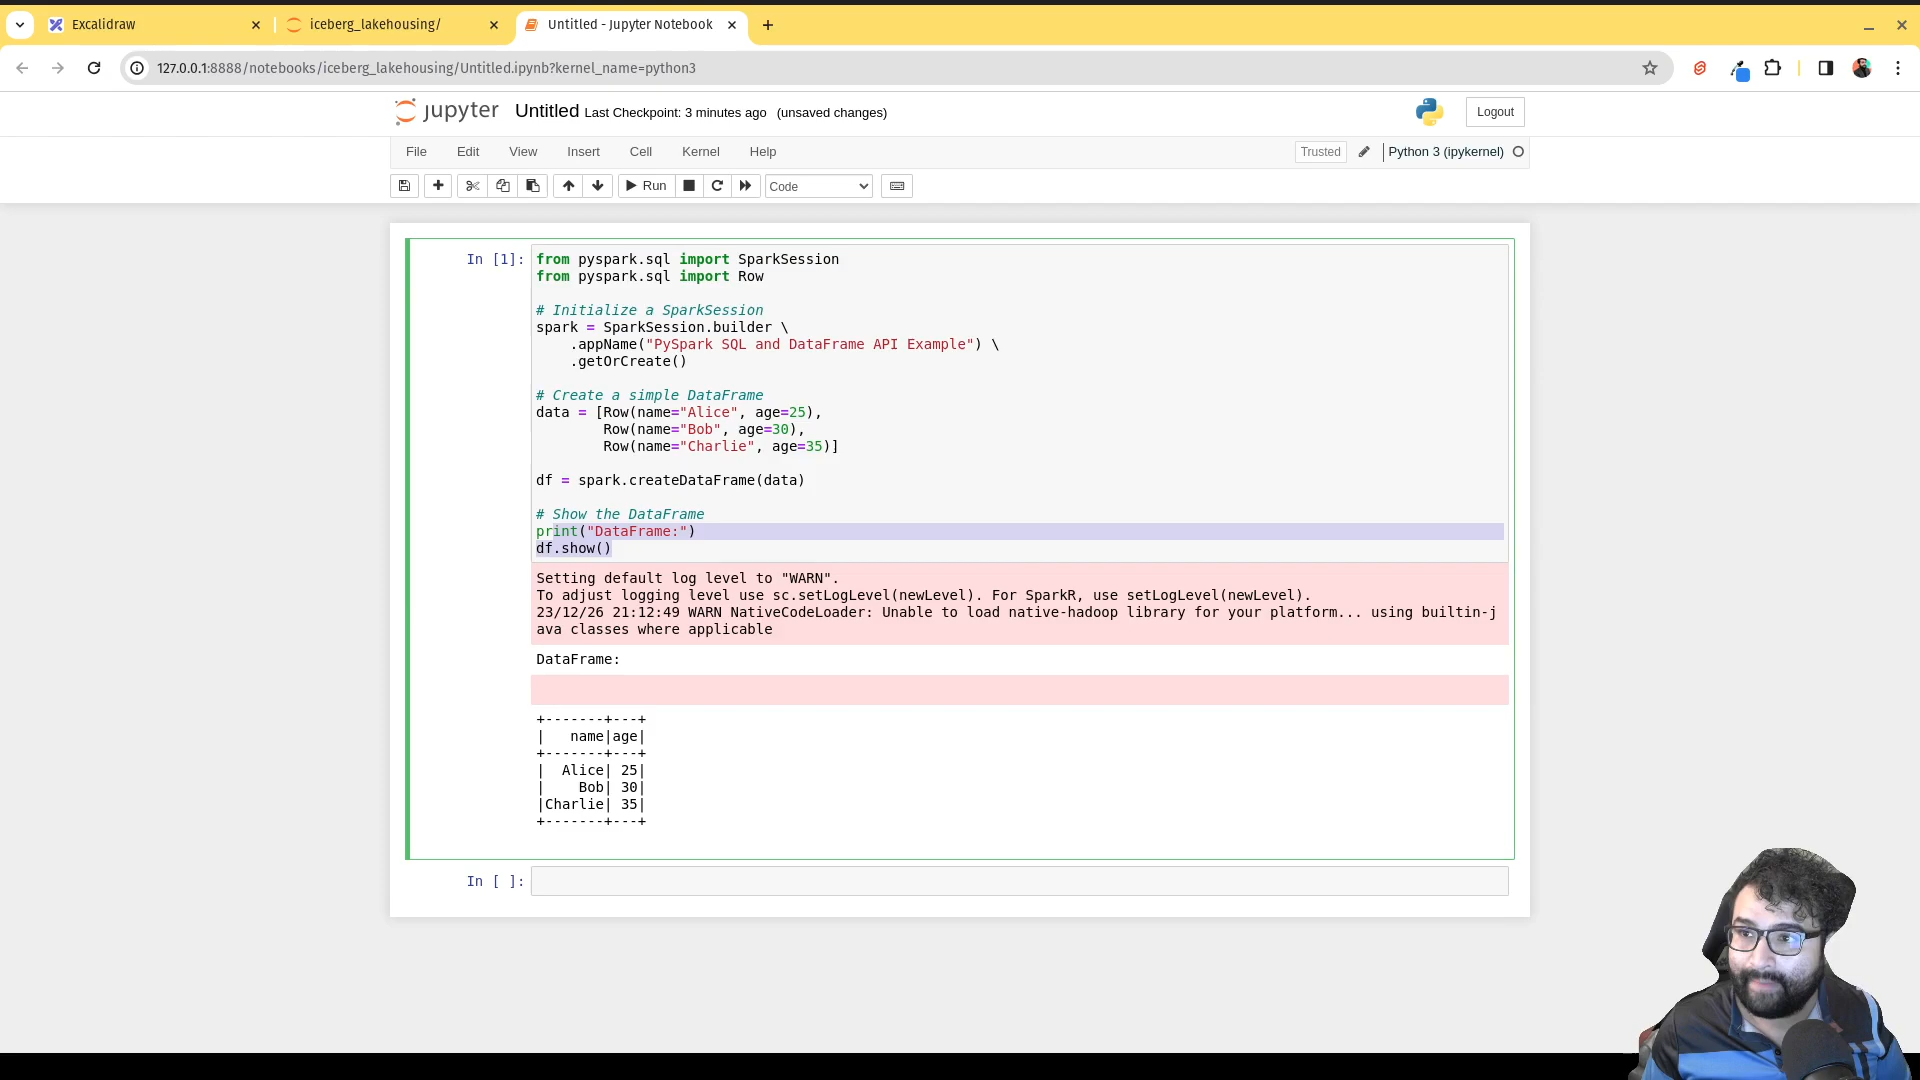 Excalidraw
iceberg_lakehousing/
Untitled - Jupyter Notebook
127.0.0.1:8888/notebooks/iceberg_lakehousing/Untitled.ipynb?kernel_name=python3
jupyter Untitled Last Checkpoint: 3 minutes ago (unsaved changes) Logout
File Edit View Insert Cell Kernel Help Trusted Python 3 (ipykernel)
Run Code
In [1]: from pyspark.sql import SparkSession
from pyspark.sql import Row
# Initialize a SparkSession
spark = SparkSession.builder \
    .appName("PySpark SQL and DataFrame API Example") \
    .getOrCreate()
# Create a simple DataFrame
data = [Row(name="Alice", age=25),
        Row(name="Bob", age=30),
        Row(name="Charlie", age=35)]
df = spark.createDataFrame(data)
# Show the DataFrame
print("DataFrame:")
df.show()
Setting default log level to "WARN".
To adjust logging level use sc.setLogLevel(newLevel). For SparkR, use setLogLevel(newLevel).
23/12/26 21:12:49 WARN NativeCodeLoader: Unable to load native-hadoop library for your platform... using builtin-j
ava classes where applicable
DataFrame:
+-------+---+
|   name|age|
+-------+---+
|  Alice| 25|
|    Bob| 30|
|Charlie| 35|
+-------+---+
In [ ]: